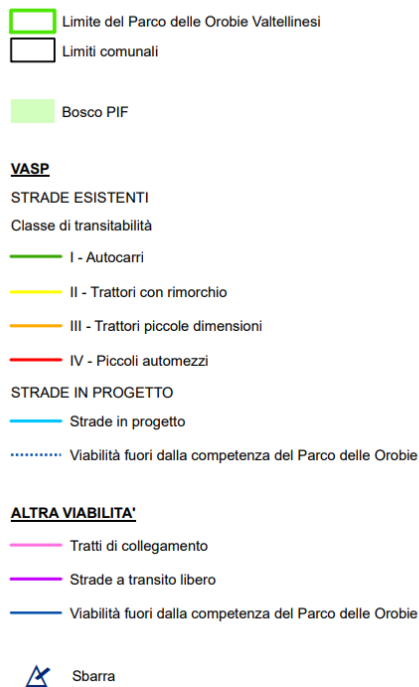 Limite del Parco delle Orobie Valtellinesi
Limiti comunali
Bosco PIF
VASP
STRADE ESISTENTI
Classe di transitabilità
I - Autocarri
II - Trattori con rimorchio
III - Trattori piccole dimensioni
IV - Piccoli automezzi
STRADE IN PROGETTO
Strade in progetto
Viabilità fuori dalla competenza del Parco delle Orobie
ALTRA VIABILITA'
Tratti di collegamento
Strade a transito libero
Viabilità fuori dalla competenza del Parco delle Orobie
Sbarra